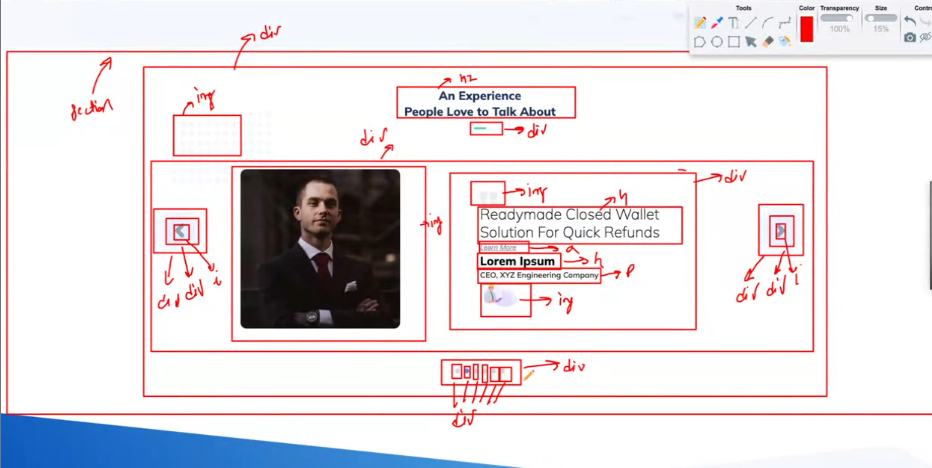 Tools
Color
Transparency
Size
Contr
100%
15%
div
section
img
h2
An Experience
People Love to Talk About
div
div
div
img
img
h
Readymade Closed Wallet
Solution For Quick Refunds
Learn More
a
Lorem Ipsum
h
CEO, XYZ Engineering Company
p
img
div
div
i
div
div
i
div
div